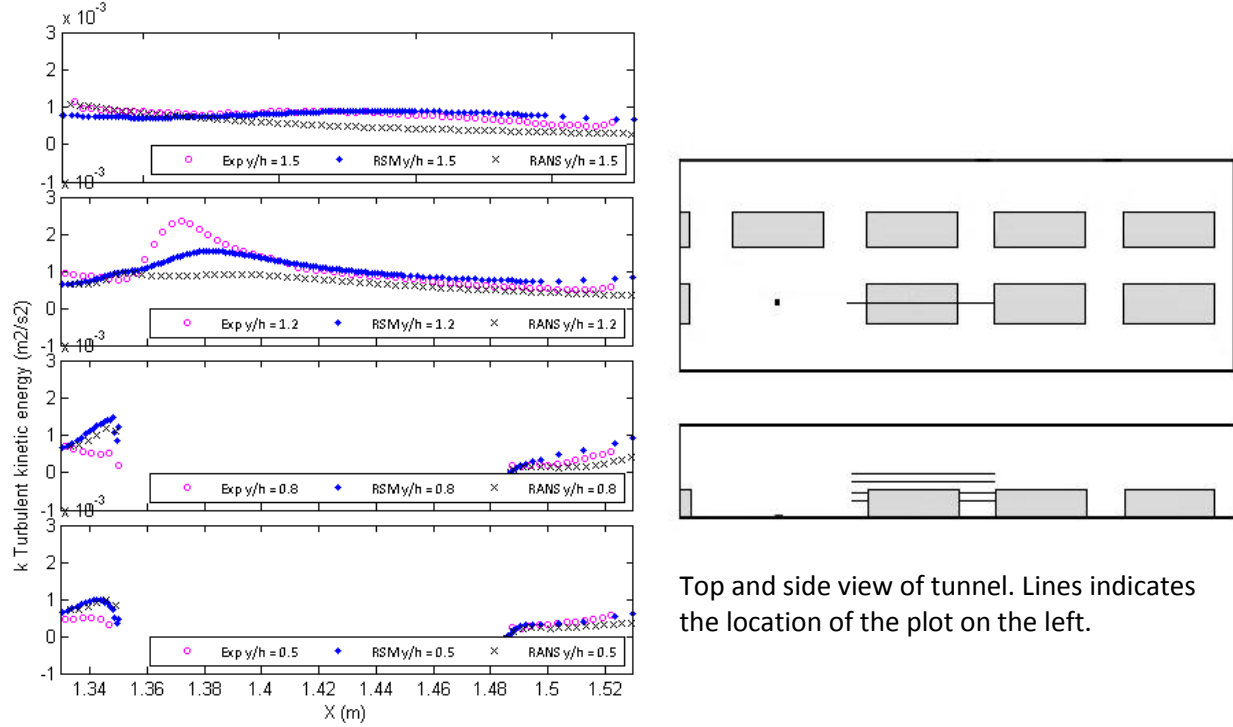 x 10⁻³
3
2
1
0
-1
Exp y/h = 1.5 RSM y/h = 1.5 RANS y/h = 1.5
x 10⁻³
3
2
1
0
-1
Exp y/h = 1.2 RSM y/h = 1.2 RANS y/h = 1.2
x 10⁻³
3
2
1
0
-1
Exp y/h = 0.8 RSM y/h = 0.8 RANS y/h = 0.8
x 10⁻³
3
2
1
0
-1
Exp y/h = 0.5 RSM y/h = 0.5 RANS y/h = 0.5
1.34 1.36 1.38 1.4 1.42 1.44 1.46 1.48 1.5 1.52
X (m)
k Turbulent kinetic energy (m2/s2)
Top and side view of tunnel. Lines indicates
the location of the plot on the left.